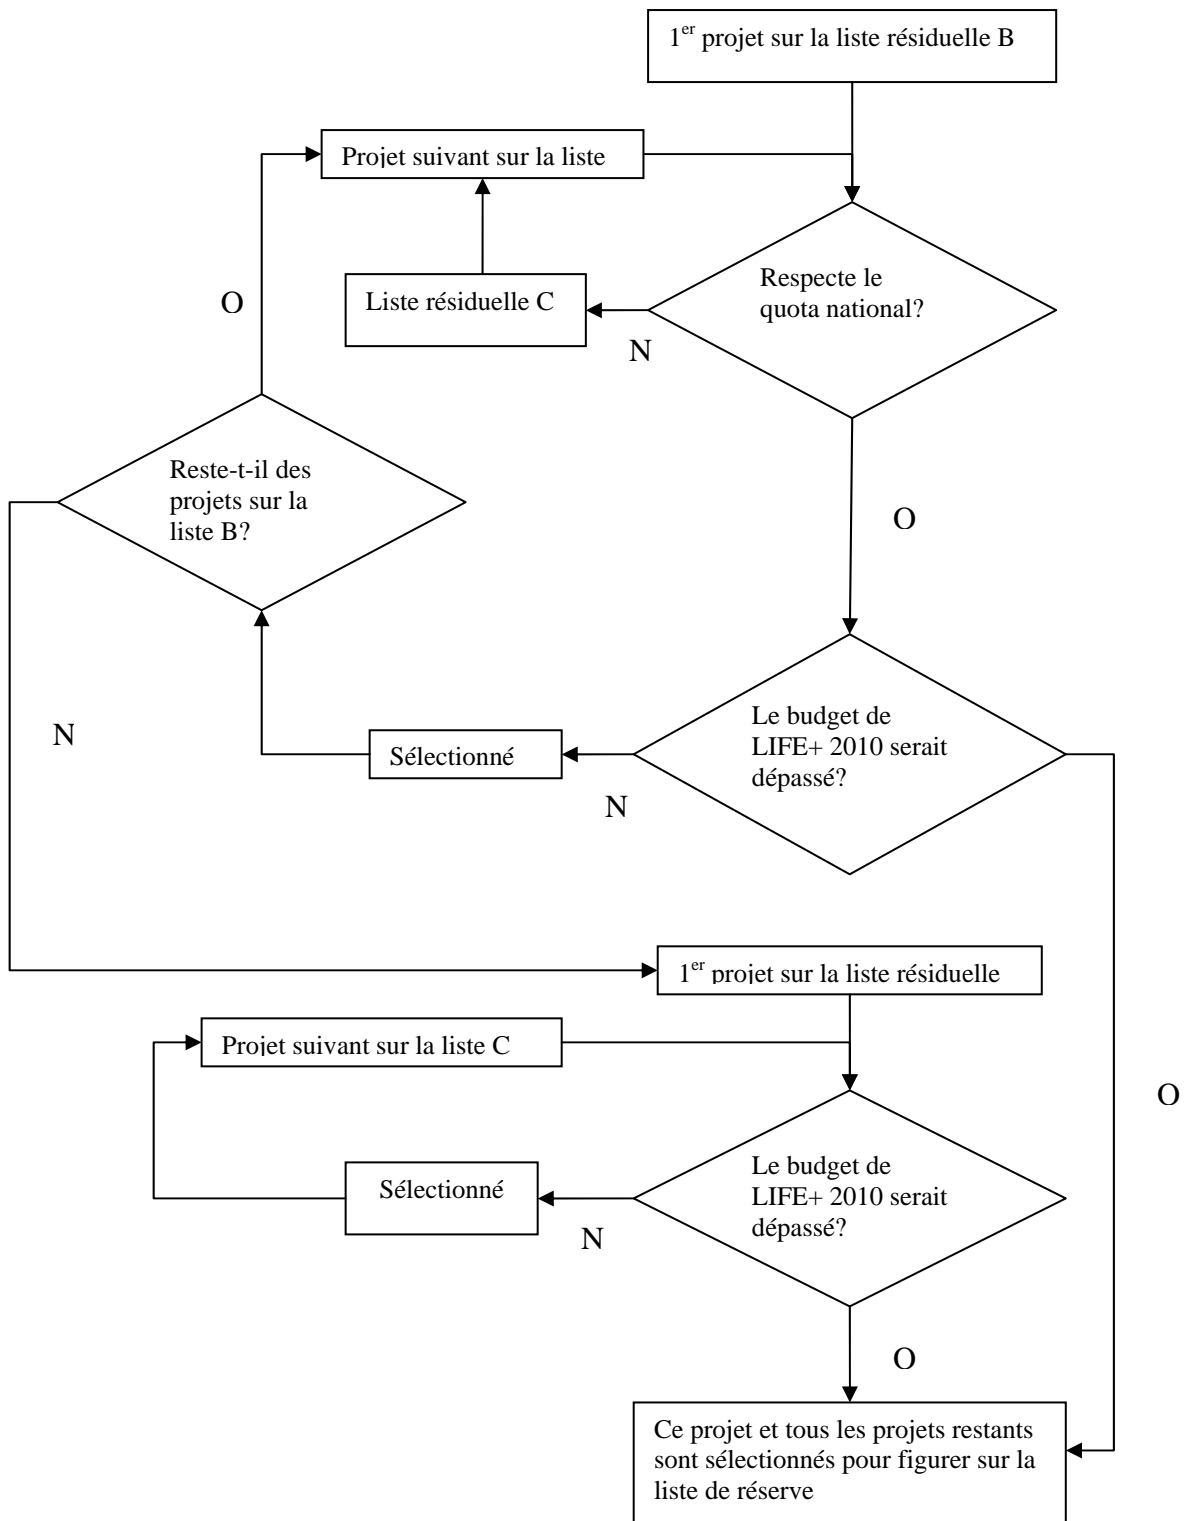 1er projet sur la liste résiduelle B
Projet suivant sur la liste
Respecte le
quota national?
Liste résiduelle C
O
N
Reste-t-il des
projets sur la
liste B?
O
Le budget de
LIFE+ 2010 serait
dépassé?
N
Sélectionné
N
1er projet sur la liste résiduelle
Projet suivant sur la liste C
O
Le budget de
LIFE+ 2010 serait
dépassé?
Sélectionné
N
O
Ce projet et tous les projets restants
sont sélectionnés pour figurer sur la
liste de réserve